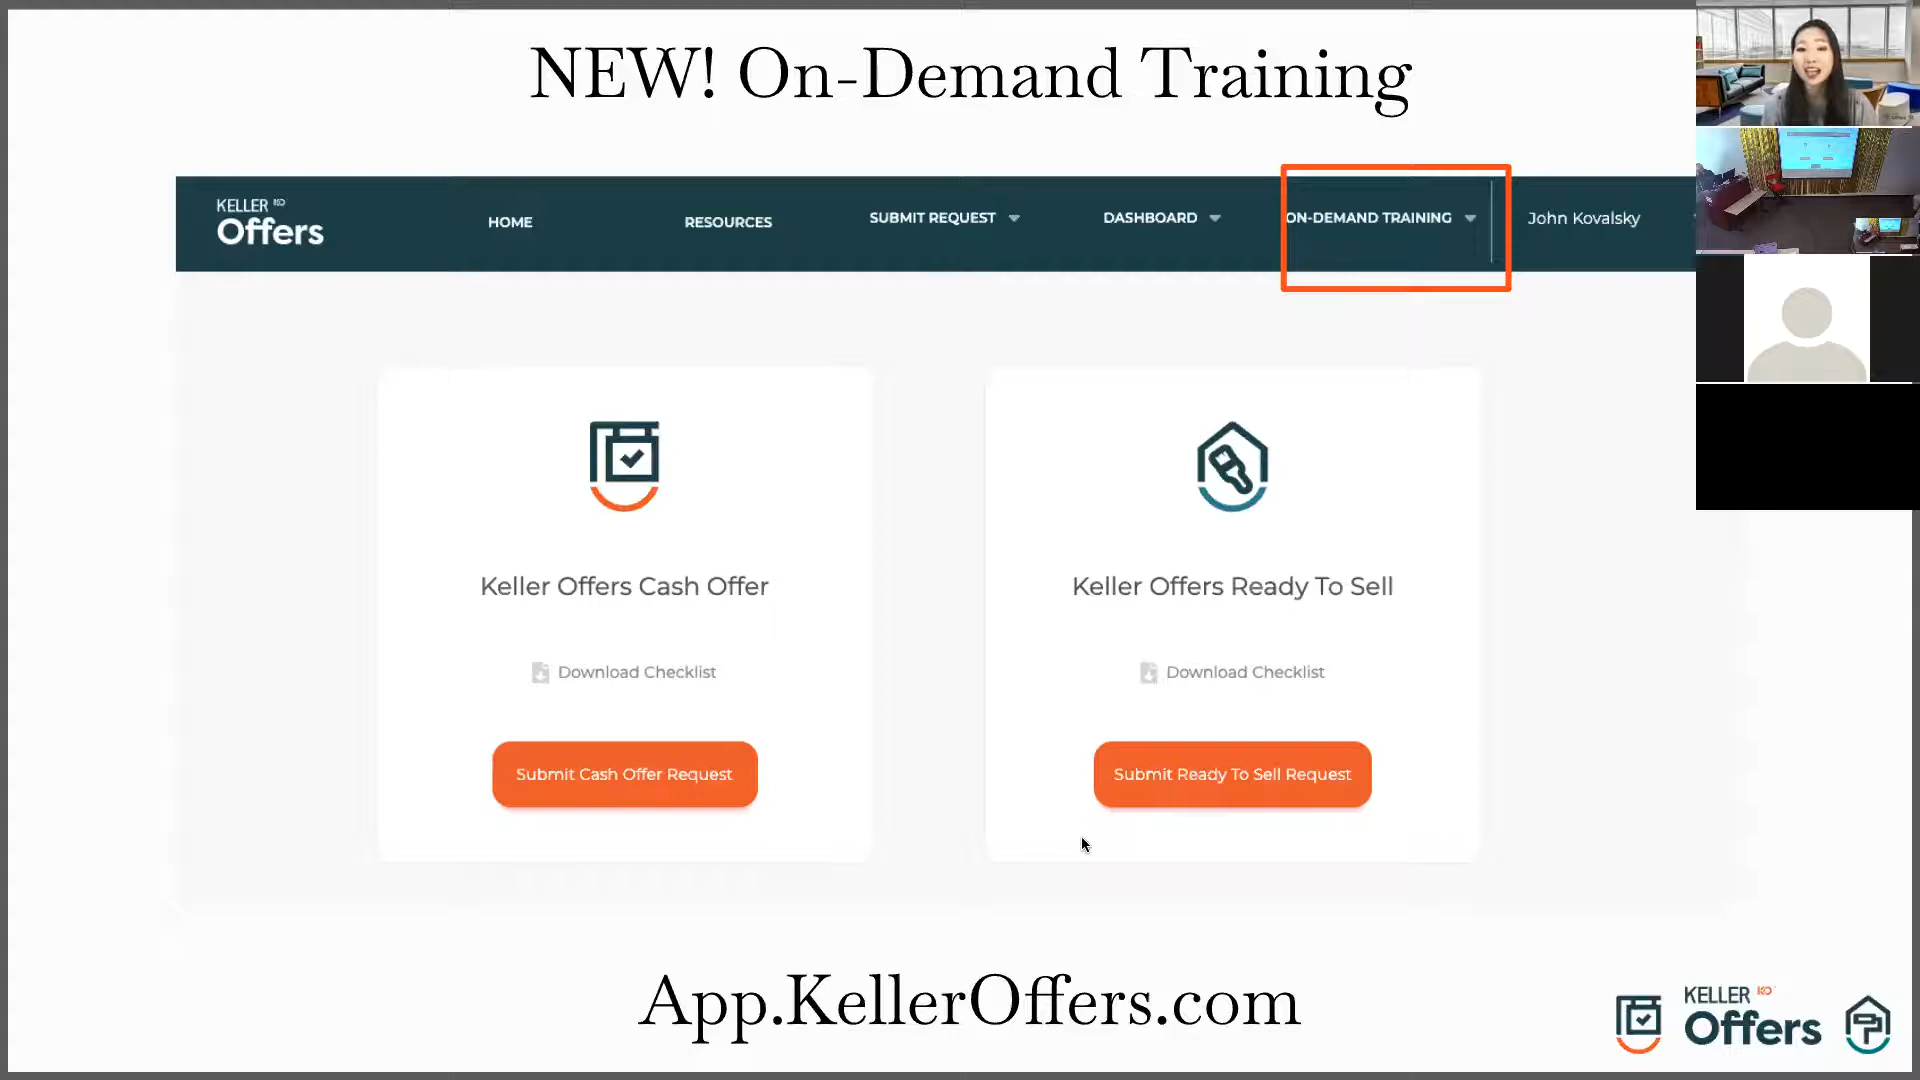 NEW! On-Demand Training
KELLER KO
Offers
HOME
RESOURCES
SUBMIT REQUEST
DASHBOARD
ON-DEMAND TRAINING
John Kovalsky
Keller Offers Cash Offer
Keller Offers Ready To Sell
Download Checklist
Download Checklist
Submit Cash Offer Request
Submit Ready To Sell Request
App.KellerOffers.com
KELLER KO
Offers